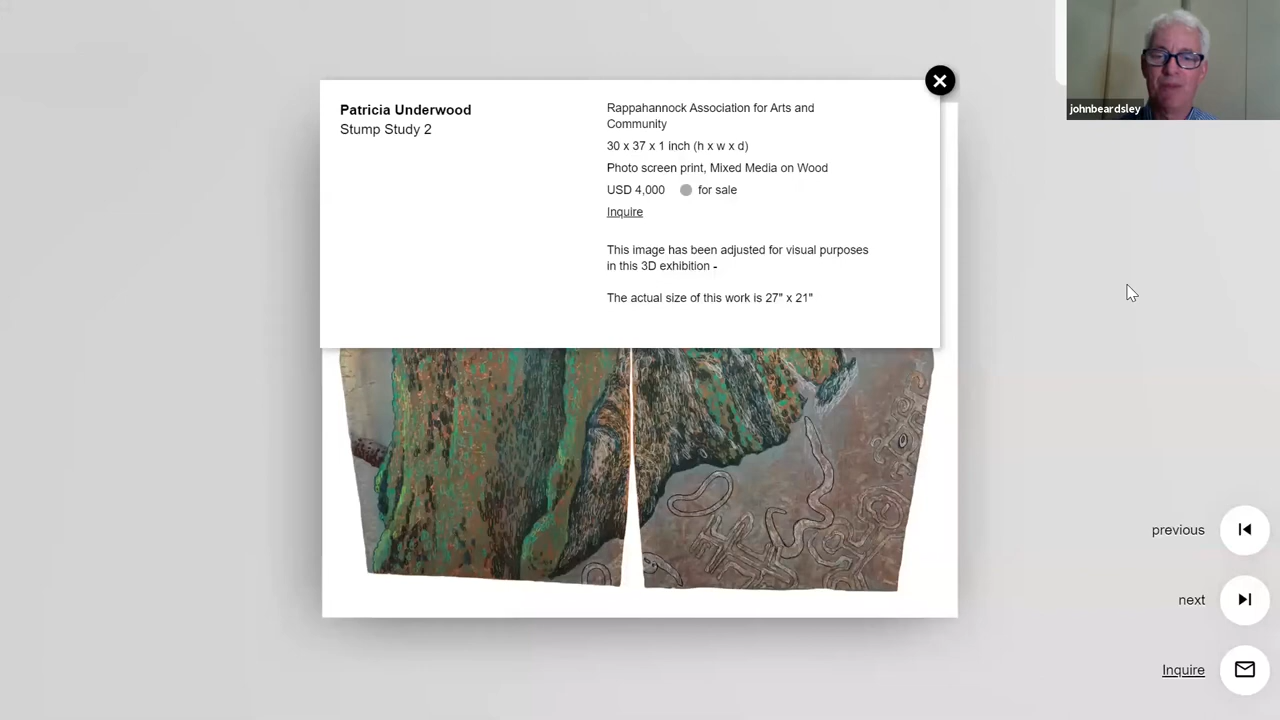 johnbeardsley
Patricia Underwood
Stump Study 2
Rappahannock Association for Arts and
Community
30 x 37 x 1 inch (h x w x d)
Photo screen print, Mixed Media on Wood
USD 4,000 for sale
Inquire
This image has been adjusted for visual purposes
in this 3D exhibition -
The actual size of this work is 27" x 21"
previous
next
Inquire